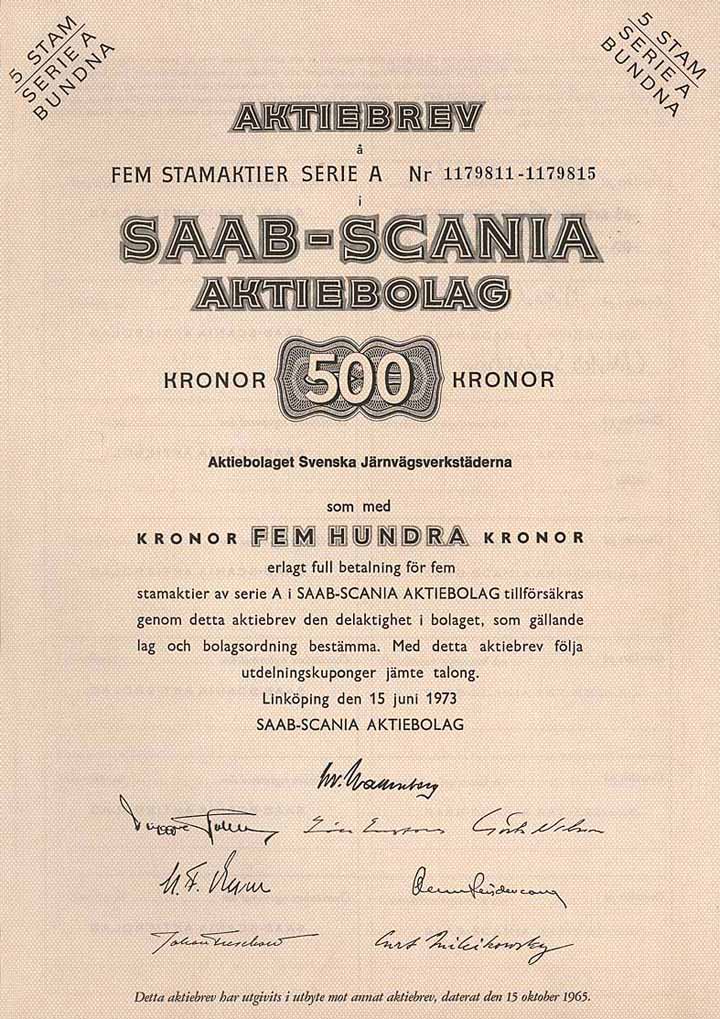 5 STAM
SERIE A
BUNDNA
5 STAM
SERIE A
BUNDNA
AKTIEBREV
å
FEM STAMAKTIER SERIE A Nr 1179811-1179815
i
SAAB-SCANIA
AKTIEBOLAG
KRONOR 500 KRONOR
Aktiebolaget Svenska Järnvägsverkstäderna
som med
KRONOR FEM HUNDRA KRONOR
erlagt full betalning för fem
stamaktier av serie A i SAAB-SCANIA AKTIEBOLAG tillförsäkras
genom detta aktiebrev den delaktighet i bolaget, som gällande
lag och bolagsordning bestämma. Med detta aktiebrev följa
utdelningskuponger jämte talong.
Linköping den 15 juni 1973
SAAB-SCANIA AKTIEBOLAG
Curt Mileikowsky
Detta aktiebrev har utgivits i utbyte mot annat aktiebrev, daterat den 15 oktober 1965.